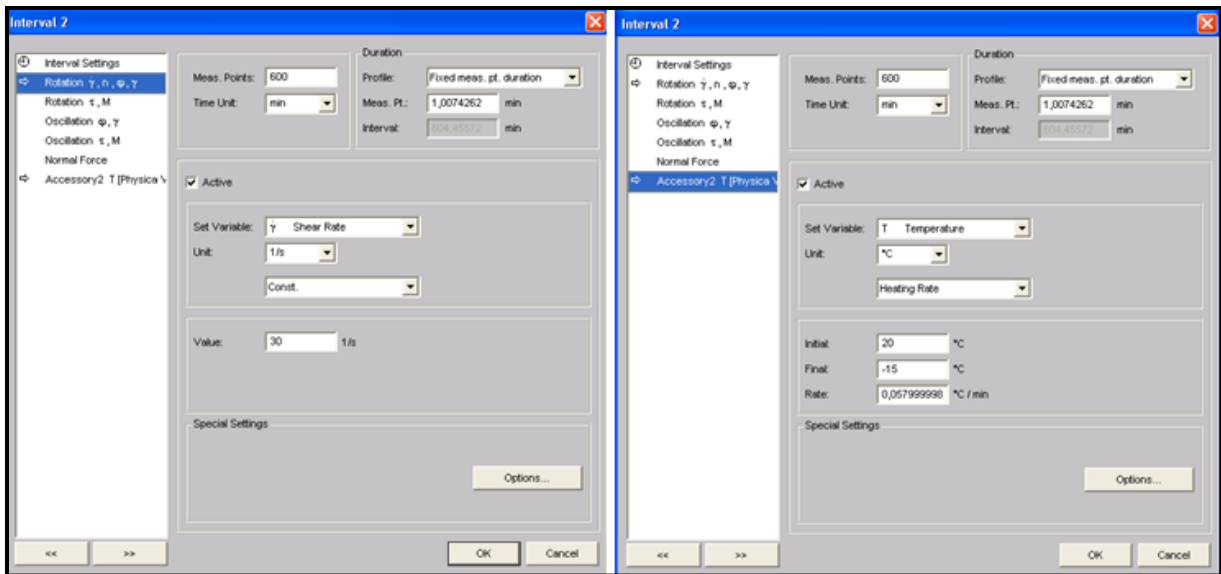 Interval 2
Interval Settings
Rotation γ̇, n, φ, γ
Rotation τ, M
Oscillation φ, γ
Oscillation τ, M
Normal Force
Accessory2 T [Physica V
Meas. Points: 600
Time Unit: min
Duration
Profile: Fixed meas. pt. duration
Meas. Pt.: 1,0074262 min
Interval: 604,45572 min
Active
Set Variable: γ̇ Shear Rate
Unit: 1/s
Const.
Value: 30 1/s
Special Settings
Options...
<< >> OK Cancel
Interval 2
Interval Settings
Rotation γ̇, n, φ, γ
Rotation τ, M
Oscillation φ, γ
Oscillation τ, M
Normal Force
Accessory2 T [Physica V
Meas. Points: 600
Time Unit: min
Duration
Profile: Fixed meas. pt. duration
Meas. Pt.: 1,0074262 min
Interval: 604,45572 min
Active
Set Variable: T Temperature
Unit: °C
Heating Rate
Initial: 20 °C
Final: -15 °C
Rate: 0,057999998 °C / min
Special Settings
Options...
<< >> OK Cancel